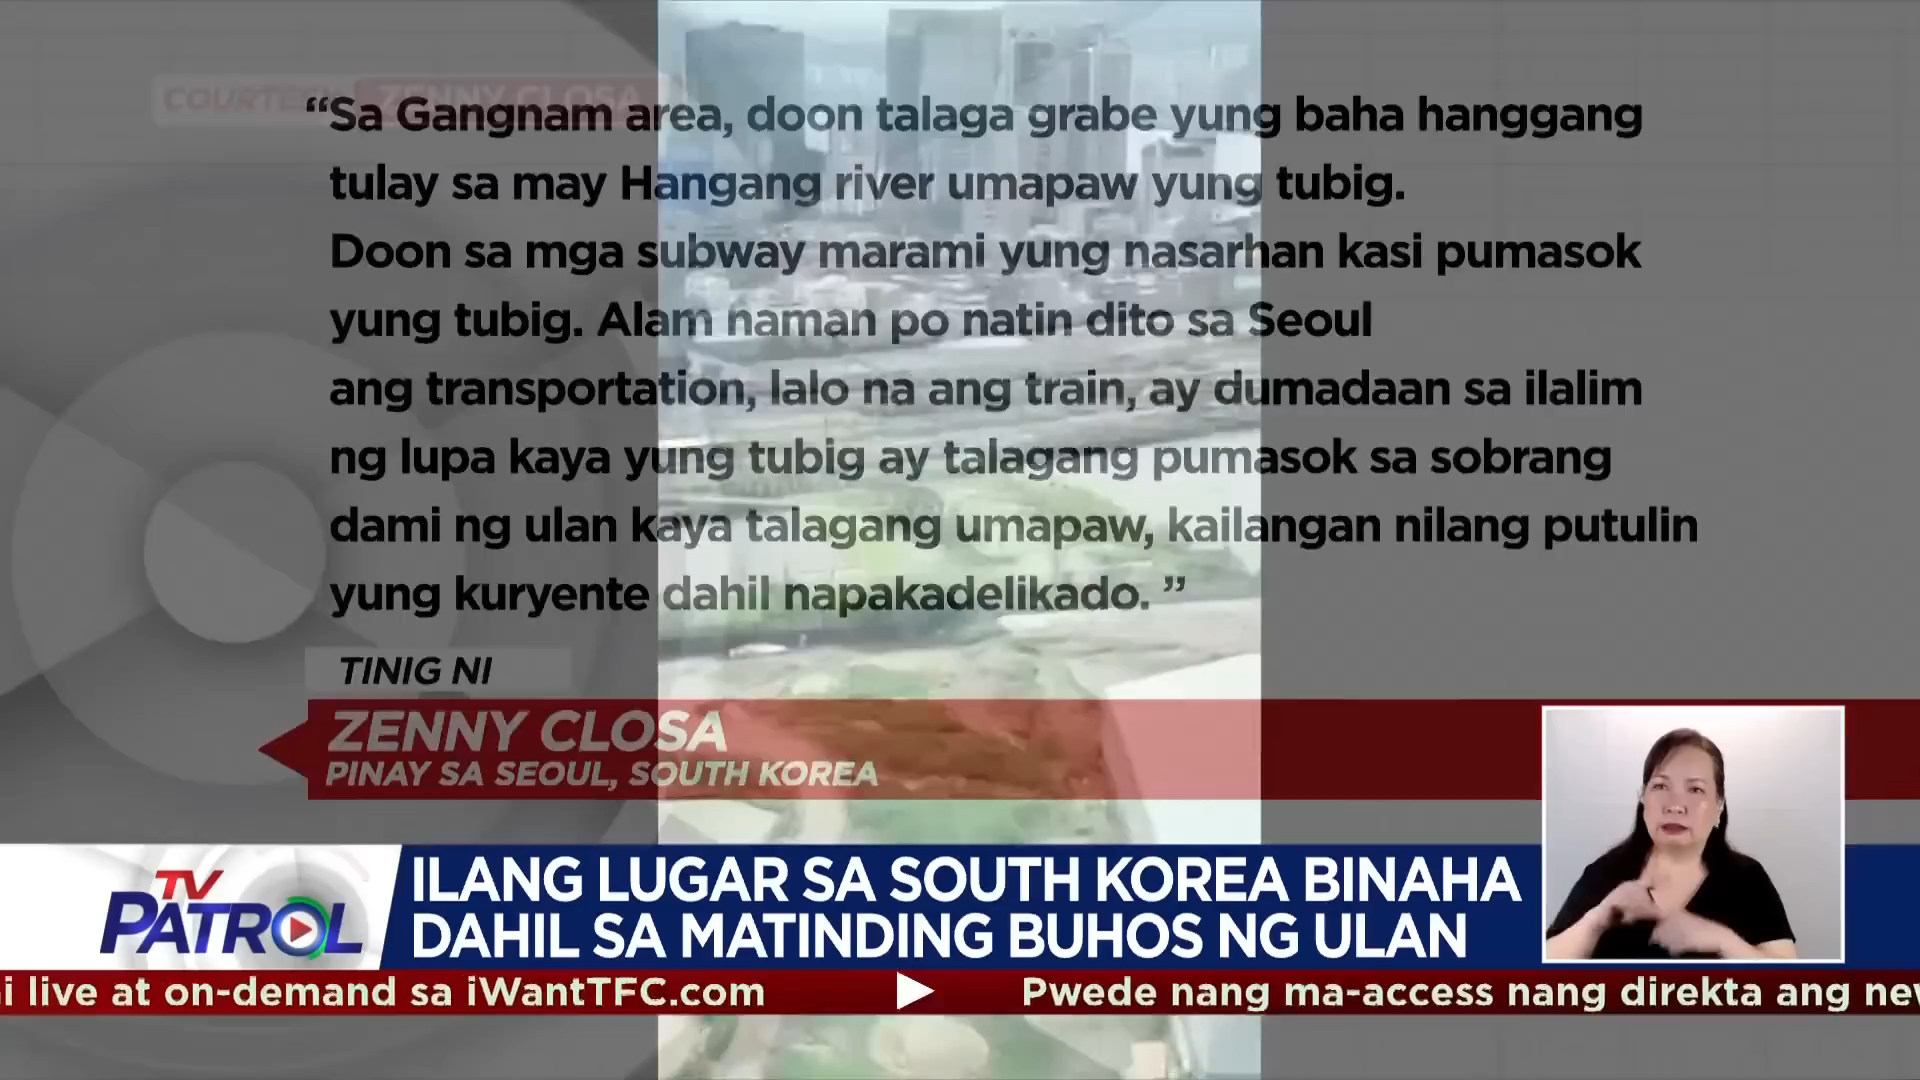 COURTESY ZENNY CLOSA
“Sa Gangnam area, doon talaga grabe yung baha hanggang
tulay sa may Hangang river umapaw yung tubig.
Doon sa mga subway marami yung nasarhan kasi pumasok
yung tubig. Alam naman po natin dito sa Seoul
ang transportation, lalo na ang train, ay dumadaan sa ilalim
ng lupa kaya yung tubig ay talagang pumasok sa sobrang
dami ng ulan kaya talagang umapaw, kailangan nilang putulin
yung kuryente dahil napakadelikado. ”
TINIG NI
ZENNY CLOSA
PINAY SA SEOUL, SOUTH KOREA
TV PATROL
ILANG LUGAR SA SOUTH KOREA BINAHA
DAHIL SA MATINDING BUHOS NG ULAN
live at on-demand sa iWantTFC.com Pwede nang ma-access nang direkta ang